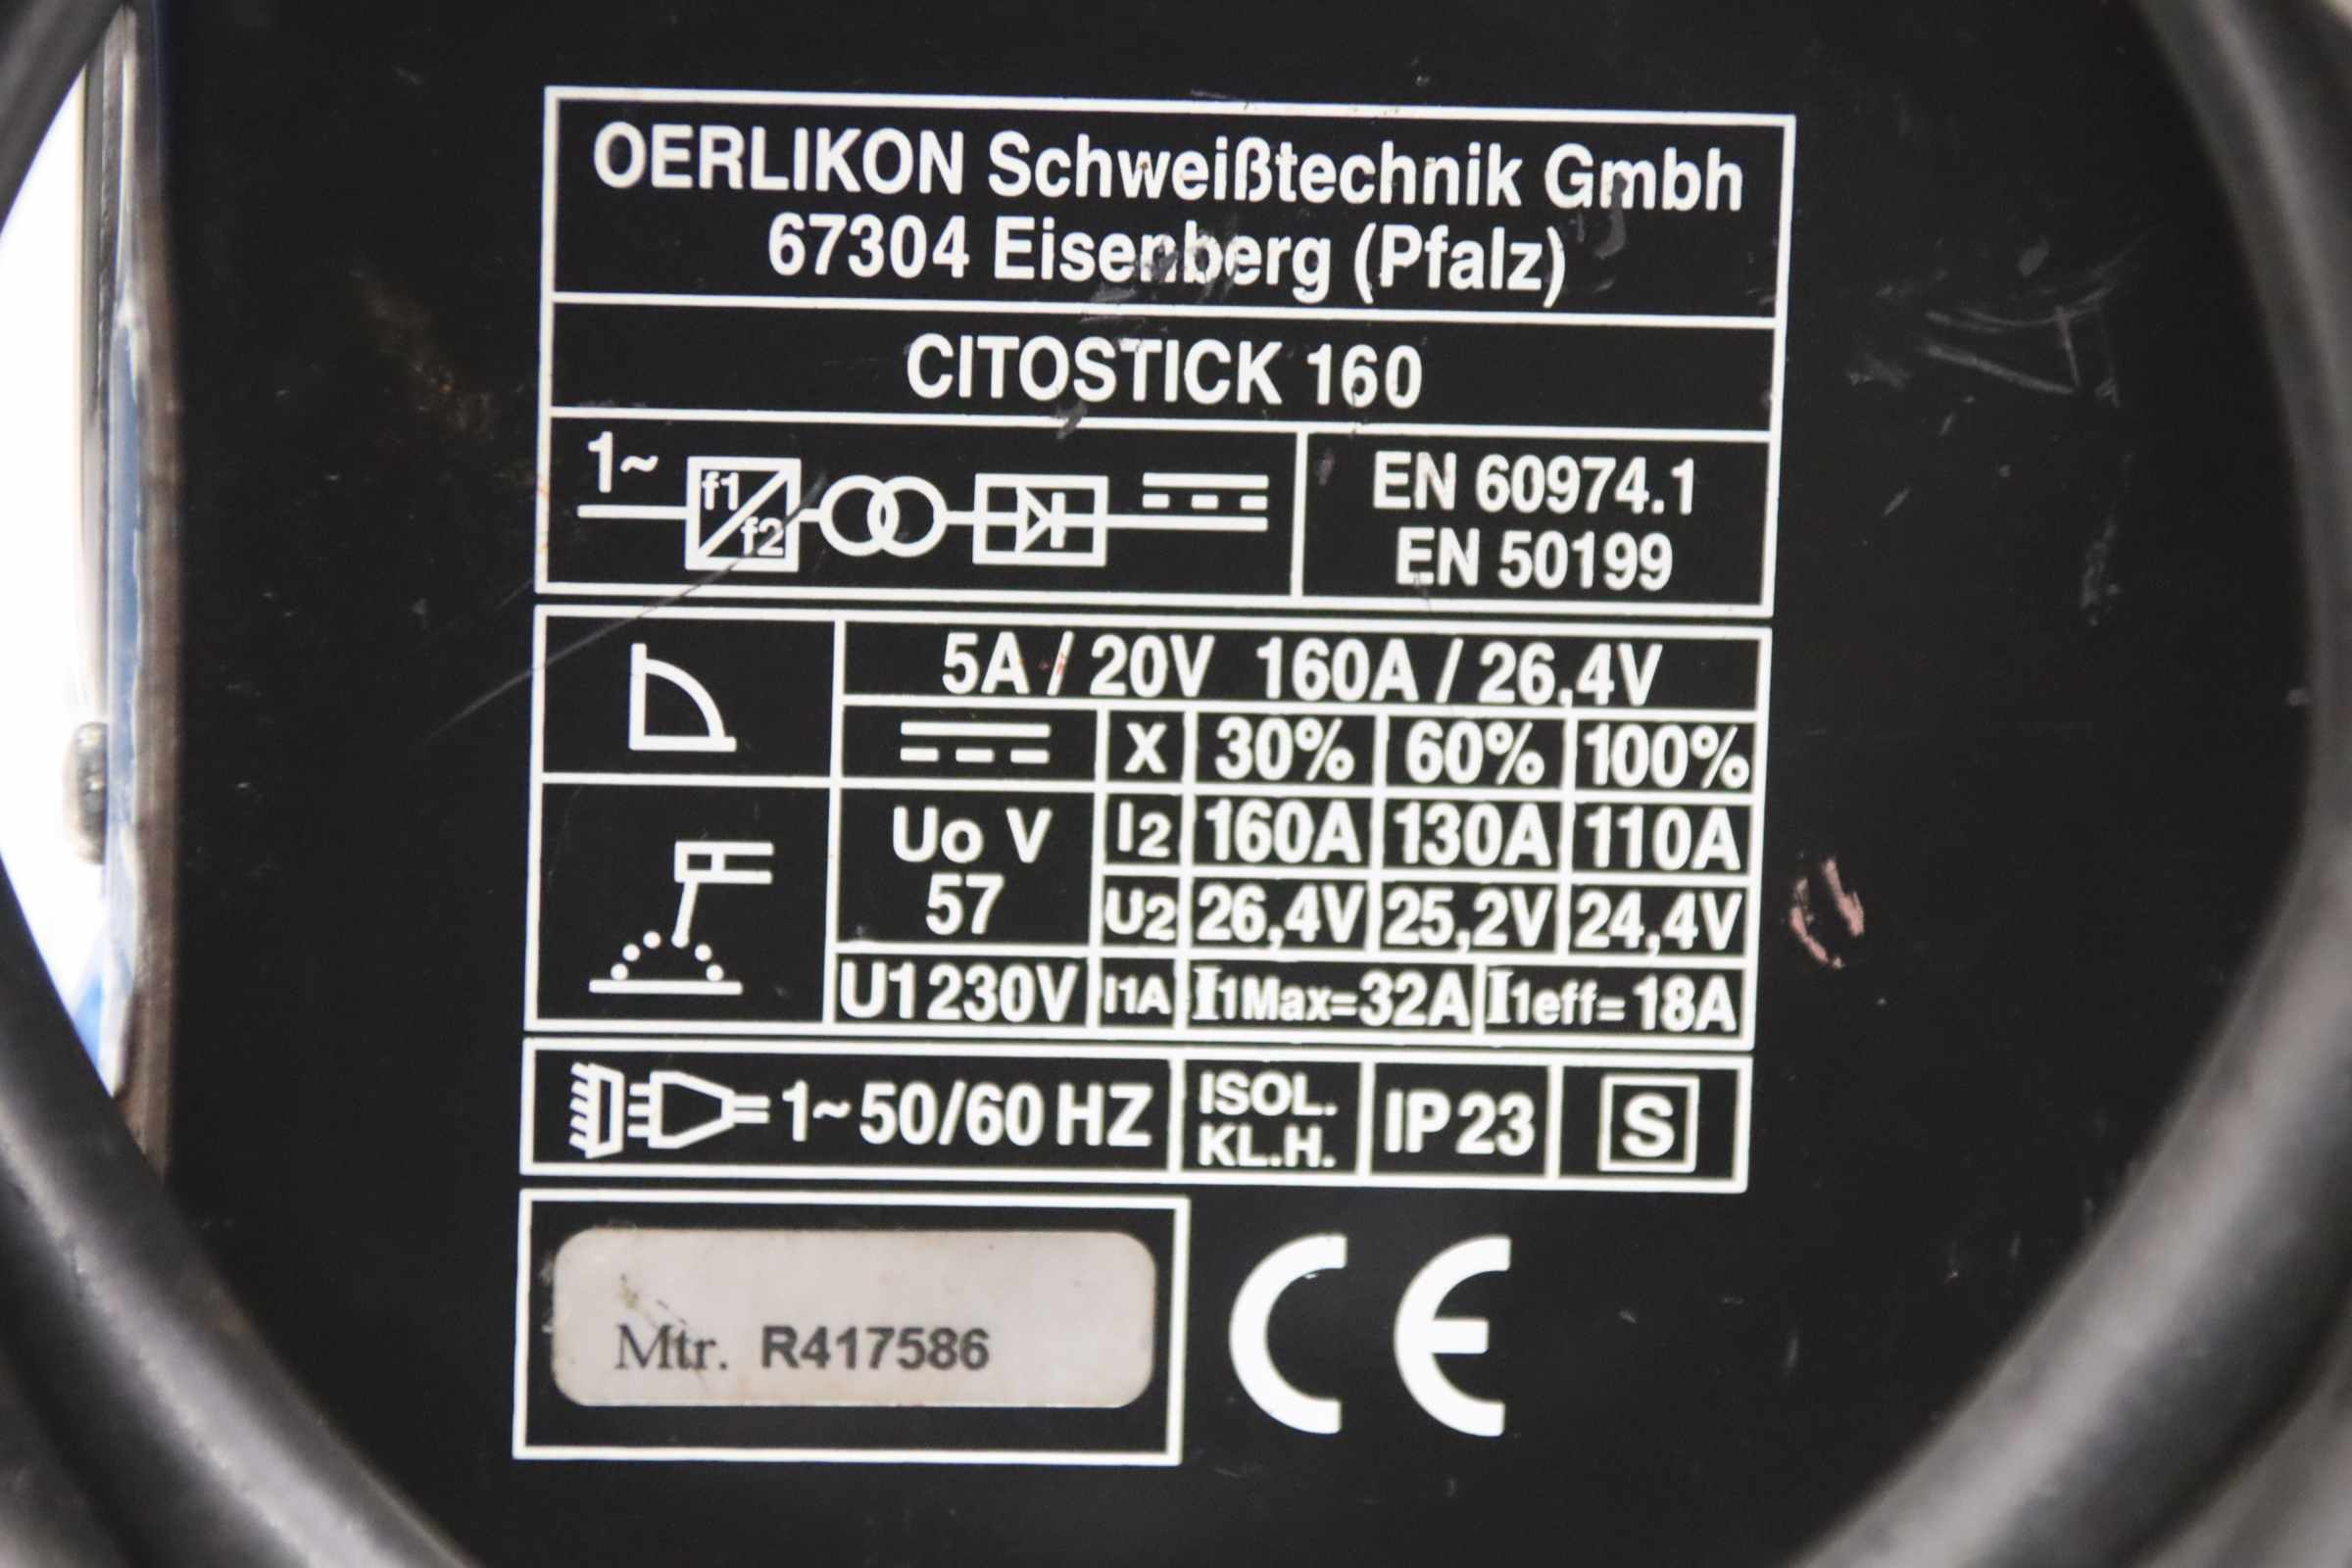 OERLIKON Schweißtechnik Gmbh
67304 Eisenberg (Pfalz)
CITOSTICK 160
1~ f1 f2
EN 60974.1
EN 50199
5A / 20V 160A / 26,4V
X 30% 60% 100%
Uo V
57
I2 160A 130A 110A
U2 26,4V 25,2V 24,4V
U1 230V I1A I1Max=32A I1eff=18A
1~ 50/60 HZ
ISOL.
KL.H.
IP 23
S
Mtr. R417586
CE